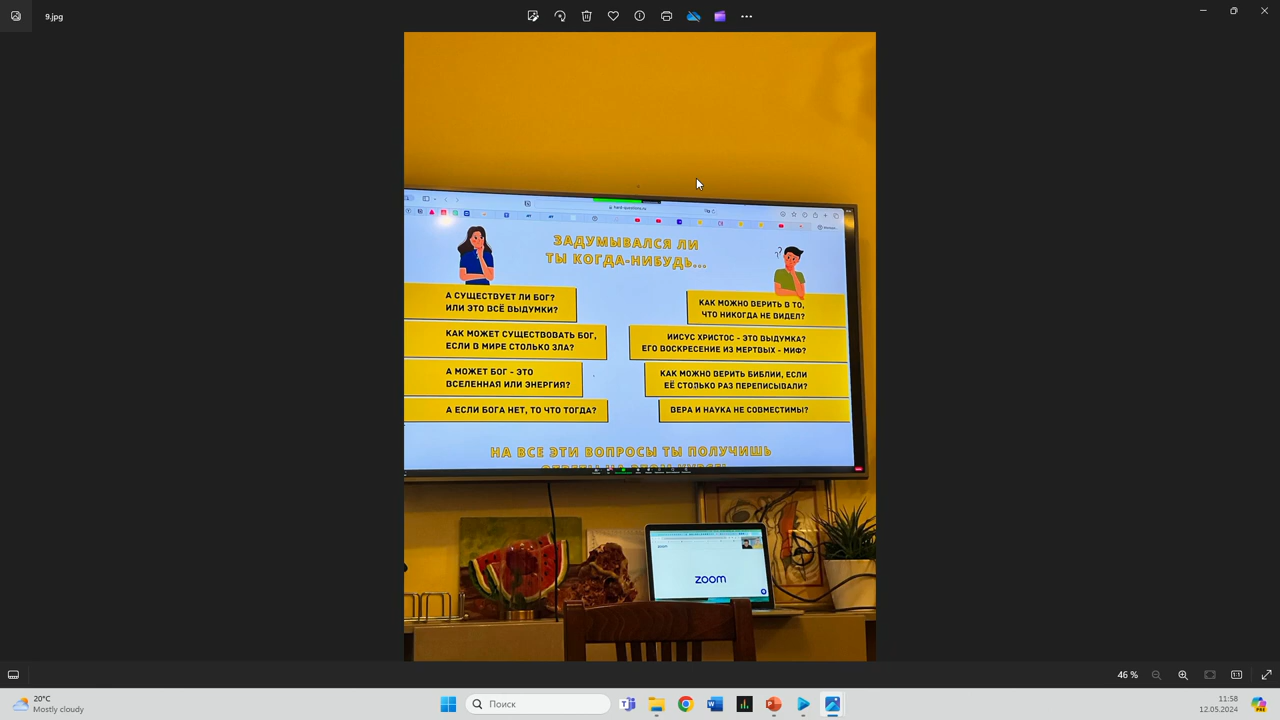 9.jpg
hard-questions.ru
ЗАДУМЫВАЛСЯ ЛИ
ТЫ КОГДА-НИБУДЬ...
А СУЩЕСТВУЕТ ЛИ БОГ?
ИЛИ ЭТО ВСЁ ВЫДУМКИ?
КАК МОЖЕТ СУЩЕСТВОВАТЬ БОГ,
ЕСЛИ В МИРЕ СТОЛЬКО ЗЛА?
А МОЖЕТ БОГ - ЭТО
ВСЕЛЕННАЯ ИЛИ ЭНЕРГИЯ?
А ЕСЛИ БОГА НЕТ, ТО ЧТО ТОГДА?
КАК МОЖНО ВЕРИТЬ В ТО,
ЧТО НИКОГДА НЕ ВИДЕЛ?
ИИСУС ХРИСТОС - ЭТО ВЫДУМКА?
ЕГО ВОСКРЕСЕНИЕ ИЗ МЕРТВЫХ - МИФ?
КАК МОЖНО ВЕРИТЬ БИБЛИИ, ЕСЛИ
ЕЁ СТОЛЬКО РАЗ ПЕРЕПИСЫВАЛИ?
ВЕРА И НАУКА НЕ СОВМЕСТИМЫ?
НА ВСЕ ЭТИ ВОПРОСЫ ТЫ ПОЛУЧИШЬ
zoom
zoom
46 %
20°C
Mostly cloudy
Поиск
11:58
12.05.2024